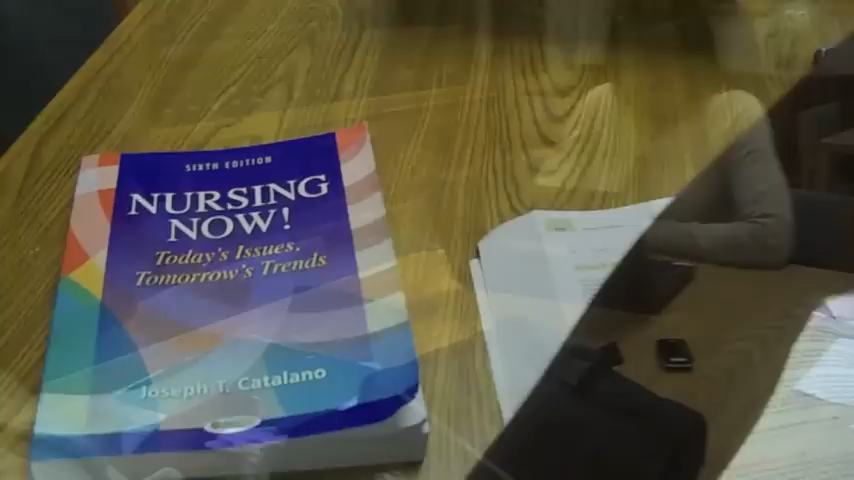 SIXTH EDITION
NURSING
NOW!
Today's Issues,
Tomorrow's Trends
Joseph T. Catalano